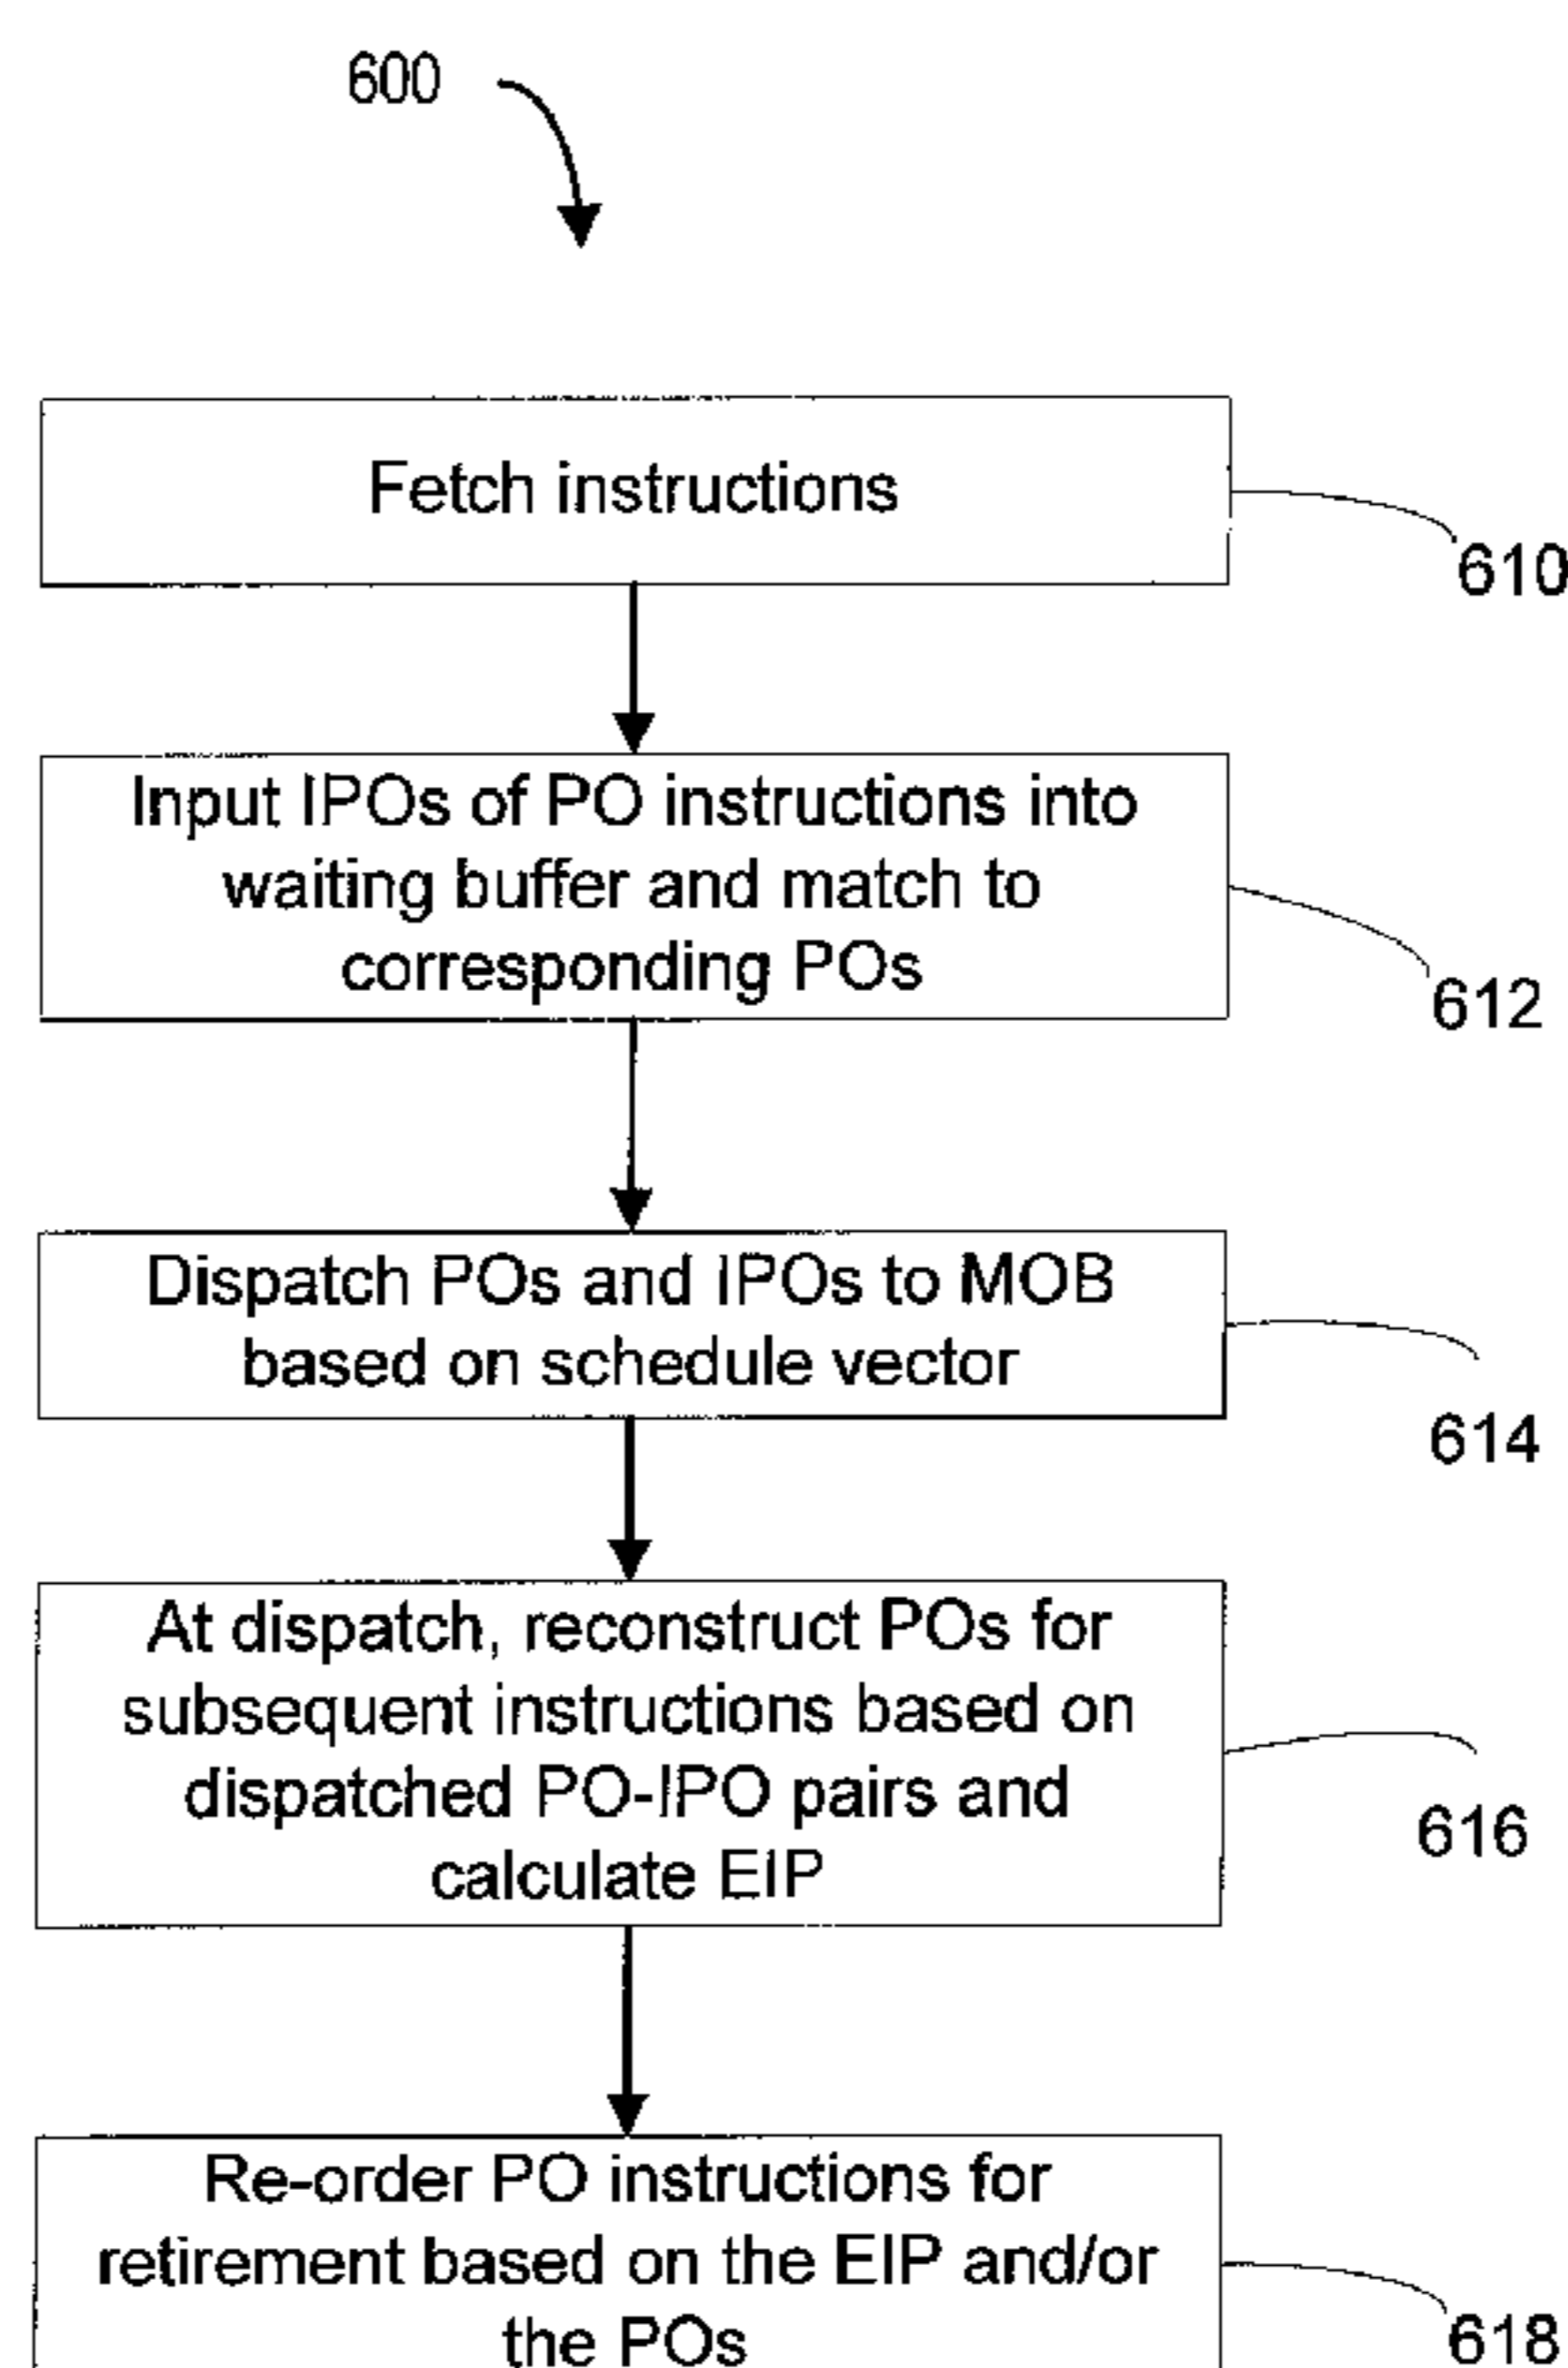 600
Fetch instructions
610
Input IPOs of PO instructions into
waiting buffer and match to
corresponding POs
612
Dispatch POs and IPOs to MOB
based on schedule vector
614
At dispatch, reconstruct POs for
subsequent instructions based on
dispatched PO-IPO pairs and
calculate EIP
616
Re-order PO instructions for
retirement based on the EIP and/or
the POs
618